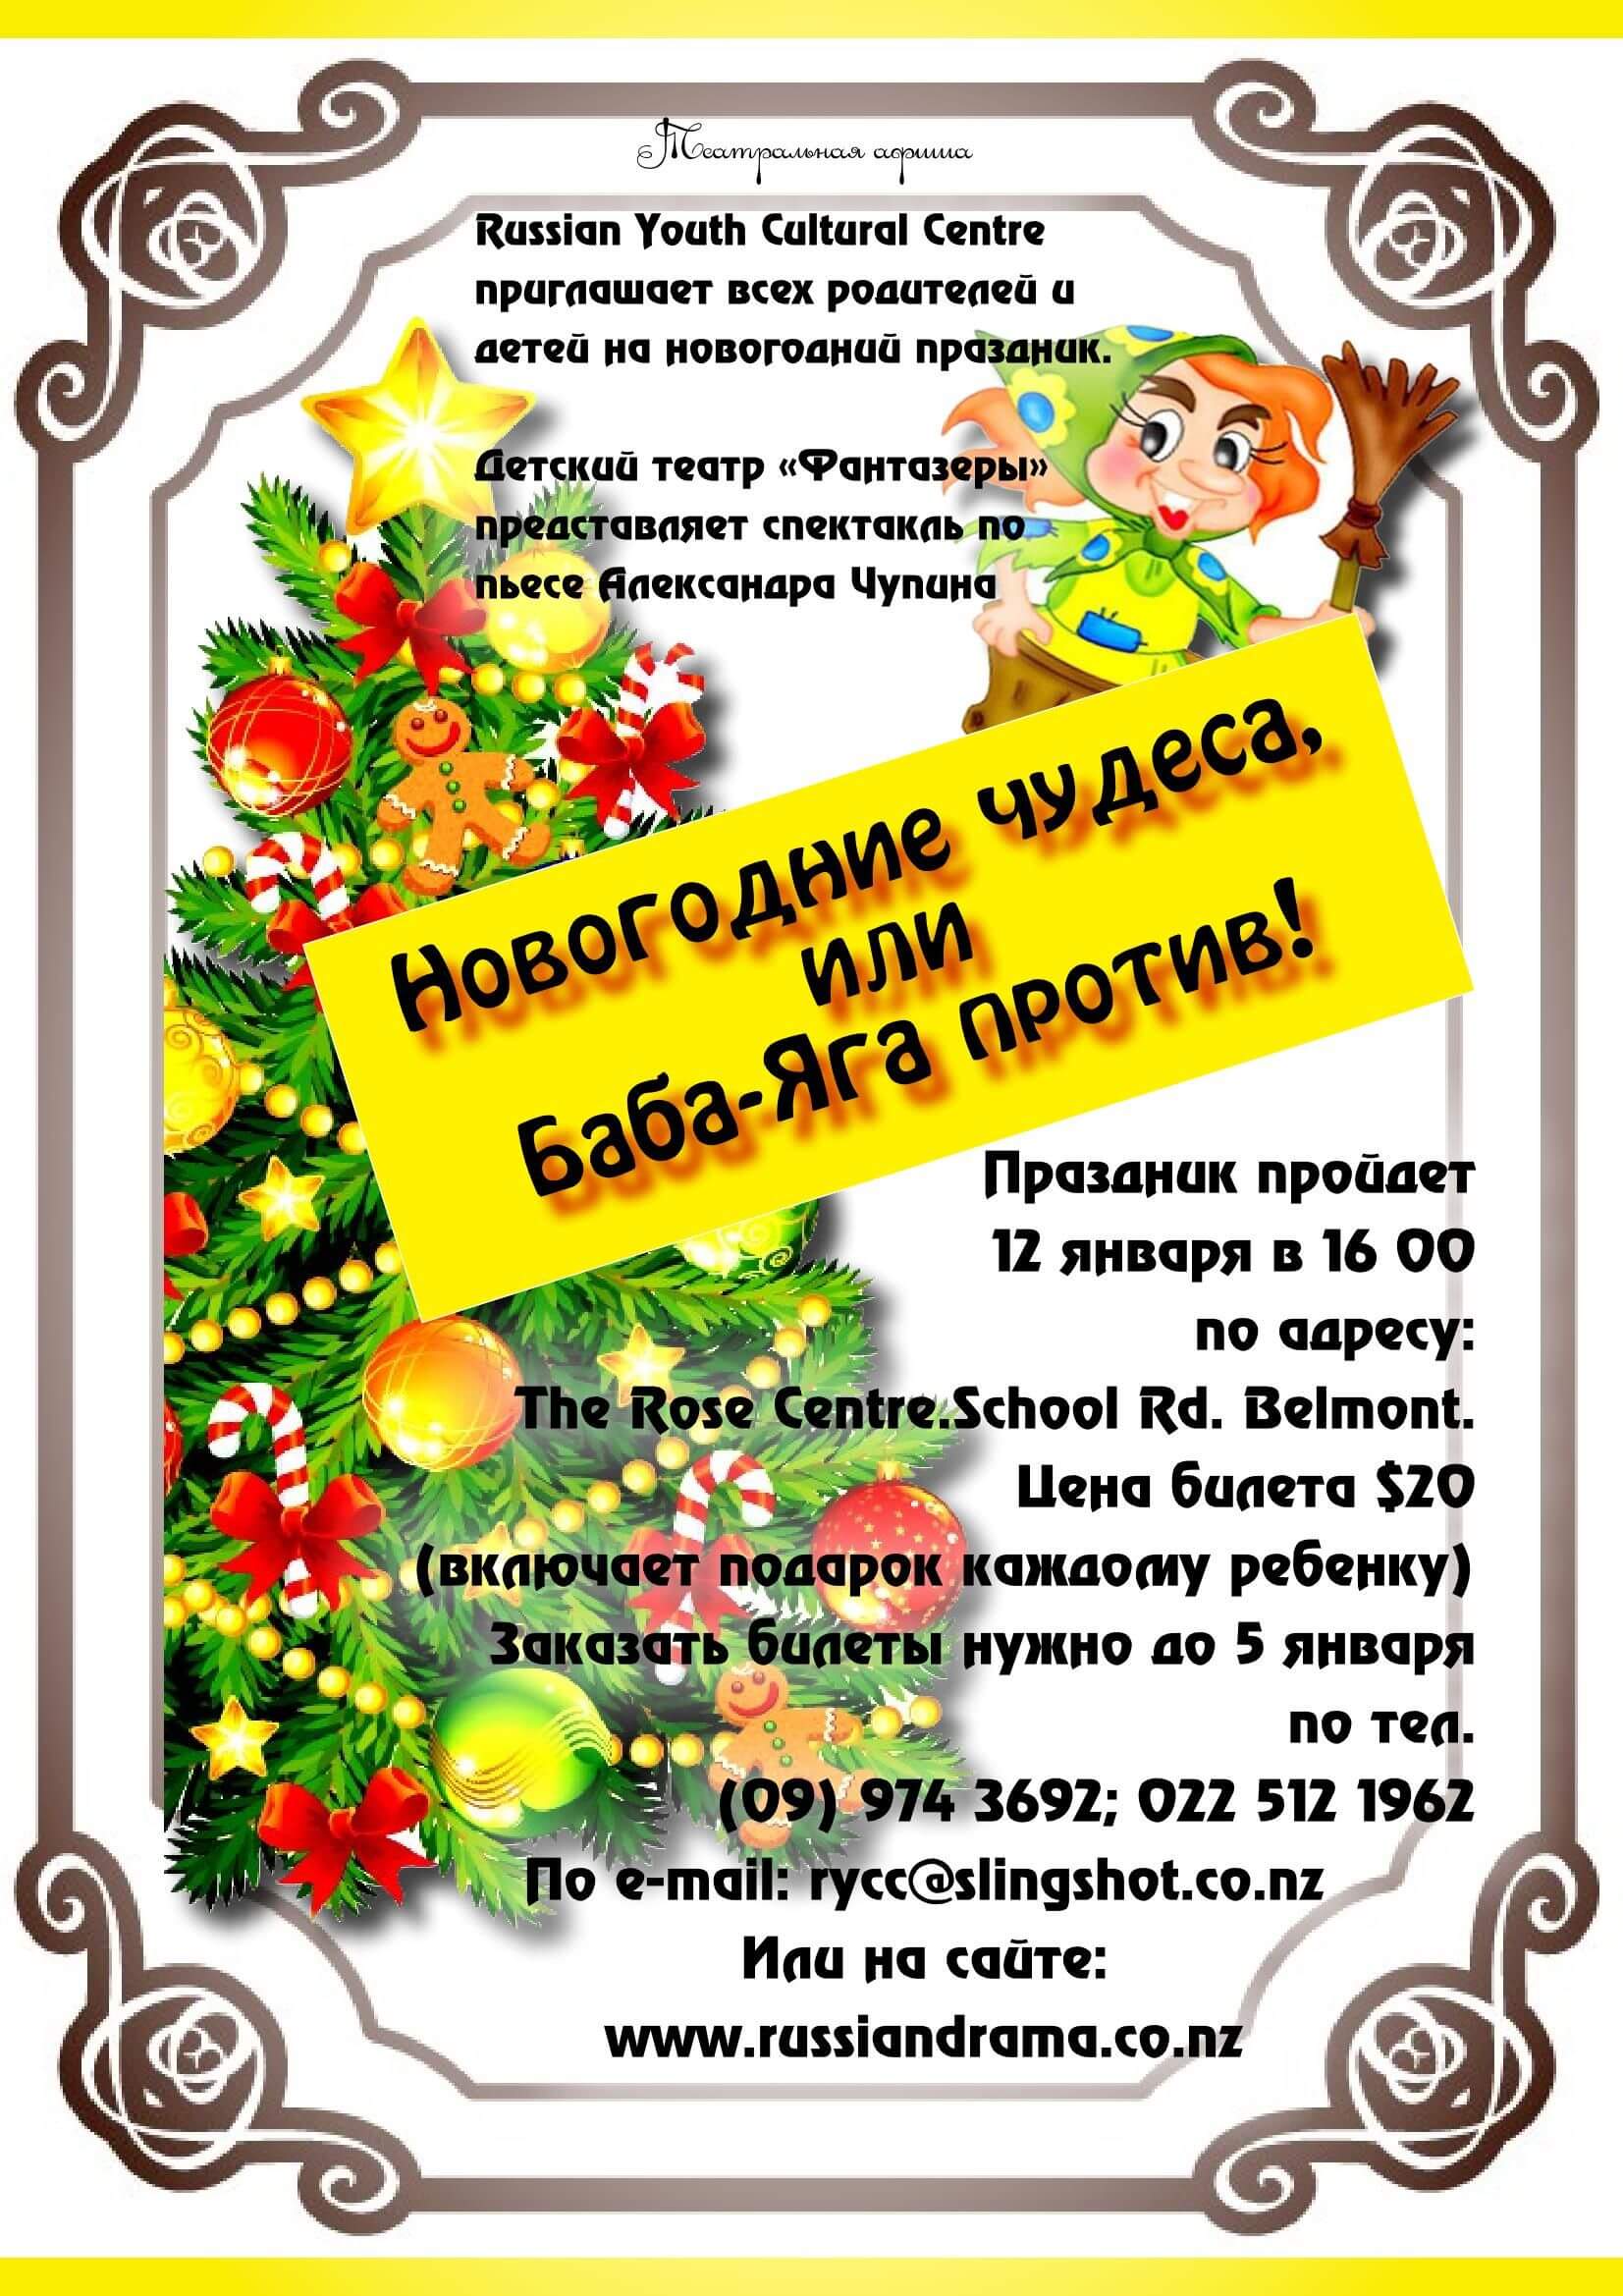 Театральная афиша
Russian Youth Cultural Centre
приглашает всех родителей и
детей на новогодний праздник.
Детский театр «Фантазеры»
представляет спектакль по
пьесе Александра Чупина
Новогодние чудеса,
или
Баба-Яга против!
Праздник пройдет
12 января в 16 00
по адресу:
The Rose Centre.School Rd. Belmont.
Цена билета $20
(включает подарок каждому ребенку)
Заказать билеты нужно до 5 января
по тел.
(09) 974 3692; 022 512 1962
По e-mail: rycc@slingshot.co.nz
Или на сайте:
www.russiandrama.co.nz